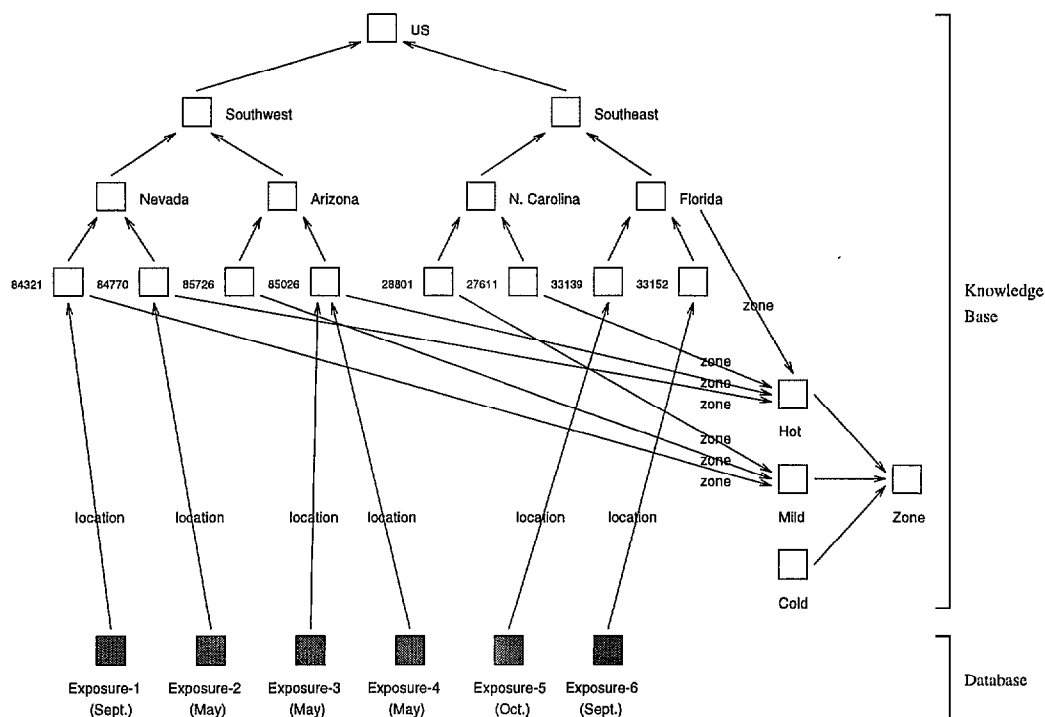 US
Southwest
Southeast
Nevada
Arizona
N. Carolina
Florida
84321
84770
85726
85026
28801
27611
33139
33152
Knowledge
Base
zone
zone
zone
zone
Hot
zone
zone
zone
Mild
Zone
location
location
location
location
location
location
Cold
Exposure-1
(Sept.)
Exposure-2
(May)
Exposure-3
(May)
Exposure-4
(May)
Exposure-5
(Oct.)
Exposure-6
(Sept.)
Database